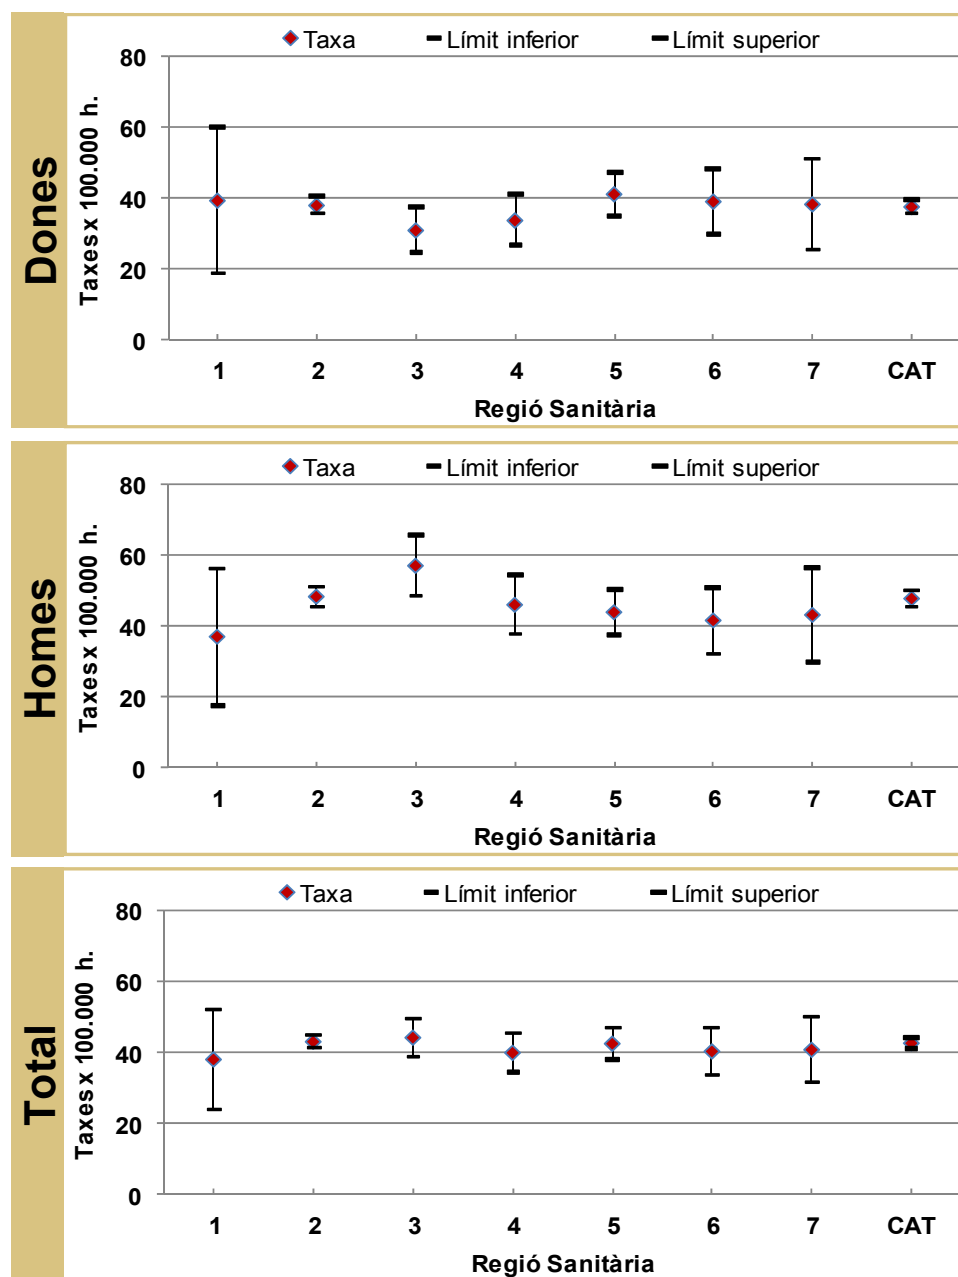 Dones
Taxa Límit inferior Límit superior
Taxes x 100.000 h.
80
60
40
20
0
1 2 3 4 5 6 7 CAT
Regió Sanitària
Homes
Taxa Límit inferior Límit superior
Taxes x 100.000 h.
80
60
40
20
0
1 2 3 4 5 6 7 CAT
Regió Sanitària
Total
Taxa Límit inferior Límit superior
Taxes x 100.000 h.
80
60
40
20
0
1 2 3 4 5 6 7 CAT
Regió Sanitària